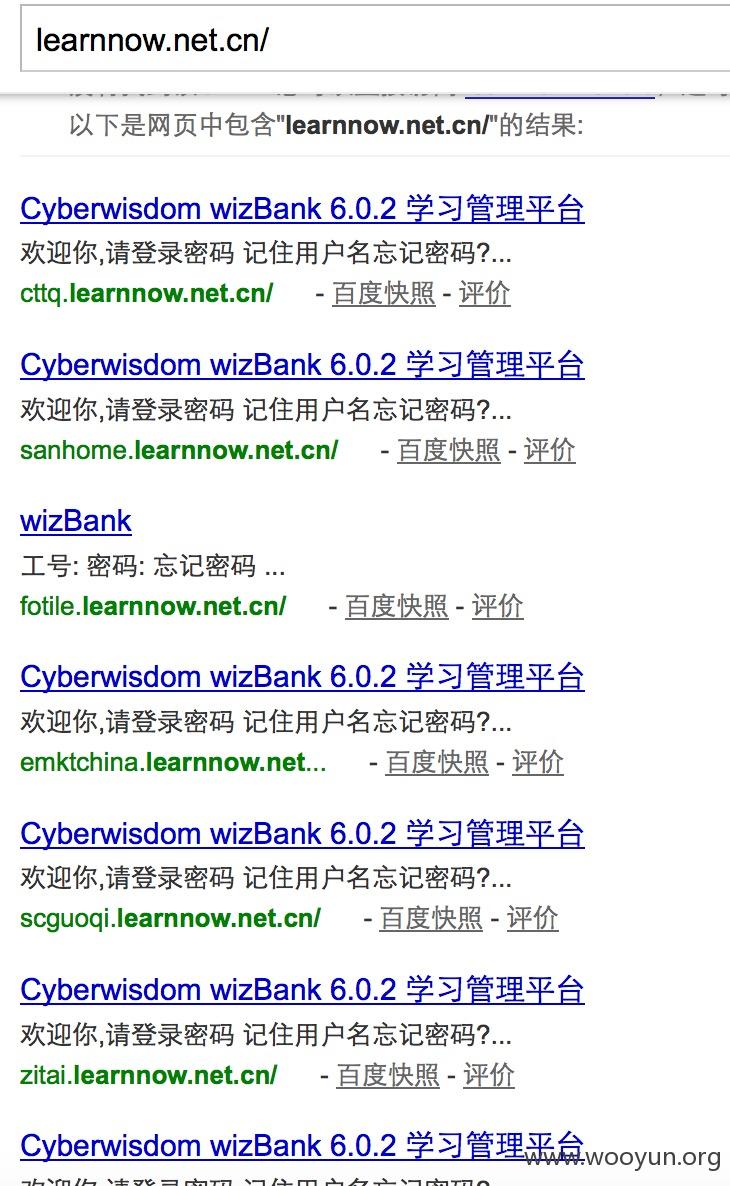 learnnow.net.cn/
以下是网页中包含"learnnow.net.cn/"的结果:
Cyberwisdom wizBank 6.0.2 学习管理平台
欢迎你,请登录密码 记住用户名忘记密码?...
cttq.learnnow.net.cn/ - 百度快照 - 评价
Cyberwisdom wizBank 6.0.2 学习管理平台
欢迎你,请登录密码 记住用户名忘记密码?...
sanhome.learnnow.net.cn/ - 百度快照 - 评价
wizBank
工号: 密码: 忘记密码 ...
fotile.learnnow.net.cn/ - 百度快照 - 评价
Cyberwisdom wizBank 6.0.2 学习管理平台
欢迎你,请登录密码 记住用户名忘记密码?...
emktchina.learnnow.net... - 百度快照 - 评价
Cyberwisdom wizBank 6.0.2 学习管理平台
欢迎你,请登录密码 记住用户名忘记密码?...
scguoqi.learnnow.net.cn/ - 百度快照 - 评价
Cyberwisdom wizBank 6.0.2 学习管理平台
欢迎你,请登录密码 记住用户名忘记密码?...
zitai.learnnow.net.cn/ - 百度快照 - 评价
Cyberwisdom wizBank 6.0.2 学习管理平台
www.wooyun.org